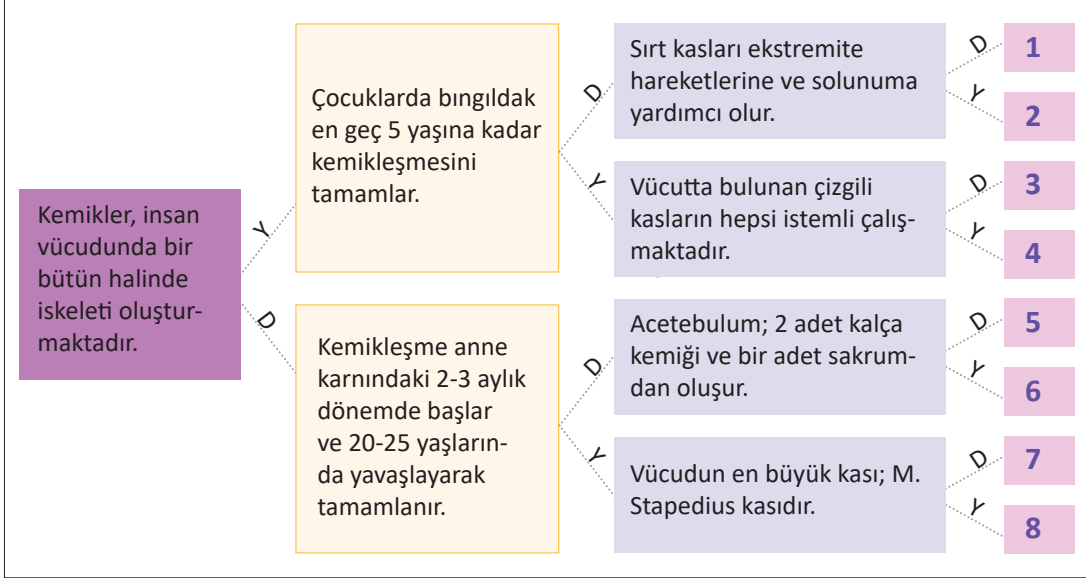 Kemikler, insan
vücudunda bir
bütün halinde
iskeleti oluştur-
maktadır.
Y
D
Çocuklarda bıngıldak
en geç 5 yaşına kadar
kemikleşmesini
tamamlar.
D
Y
Kemikleşme anne
karnındaki 2-3 aylık
dönemde başlar
ve 20-25 yaşların-
da yavaşlayarak
tamamlanır.
D
Y
Sırt kasları ekstremite
hareketlerine ve solunuma
yardımcı olur.
D
1
Y
2
Vücutta bulunan çizgili
kasların hepsi istemli çalış-
maktadır.
D
3
Y
4
Acetebulum; 2 adet kalça
kemiği ve bir adet sakrum-
dan oluşur.
D
5
Y
6
Vücudun en büyük kası; M.
Stapedius kasıdır.
D
7
Y
8